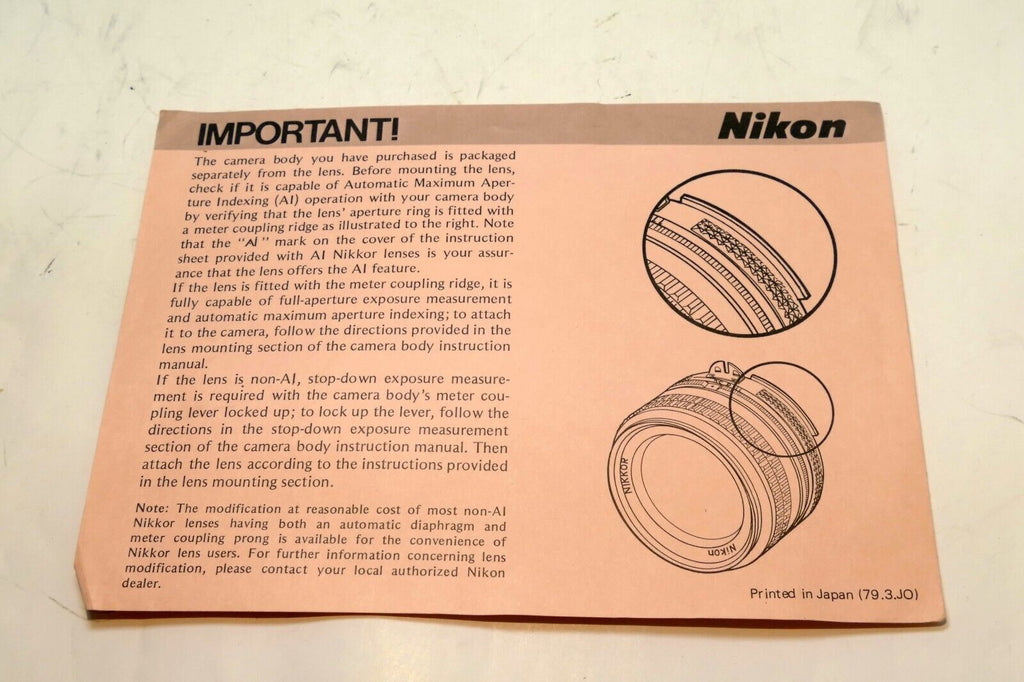 IMPORTANT!
Nikon
The camera body you have purchased is packaged
separately from the lens. Before mounting the lens,
check if it is capable of Automatic Maximum Aper-
ture Indexing (AI) operation with your camera body
by verifying that the lens' aperture ring is fitted with
a meter coupling ridge as illustrated to the right. Note
that the "AI" mark on the cover of the instruction
sheet provided with AI Nikkor lenses is your assur-
ance that the lens offers the AI feature.
If the lens is fitted with the meter coupling ridge, it is
fully capable of full-aperture exposure measurement
and automatic maximum aperture indexing; to attach
it to the camera, follow the directions provided in the
lens mounting section of the camera body instruction
manual.
If the lens is non-AI, stop-down exposure measure-
ment is required with the camera body's meter cou-
pling lever locked up; to lock up the lever, follow the
directions in the stop-down exposure measurement
section of the camera body instruction manual. Then
attach the lens according to the instructions provided
in the lens mounting section.
Note: The modification at reasonable cost of most non-AI
Nikkor lenses having both an automatic diaphragm and
meter coupling prong is available for the convenience of
Nikkor lens users. For further information concerning lens
modification, please contact your local authorized Nikon
dealer.
NIKKOR
NIKON
Printed in Japan (79.3.JO)